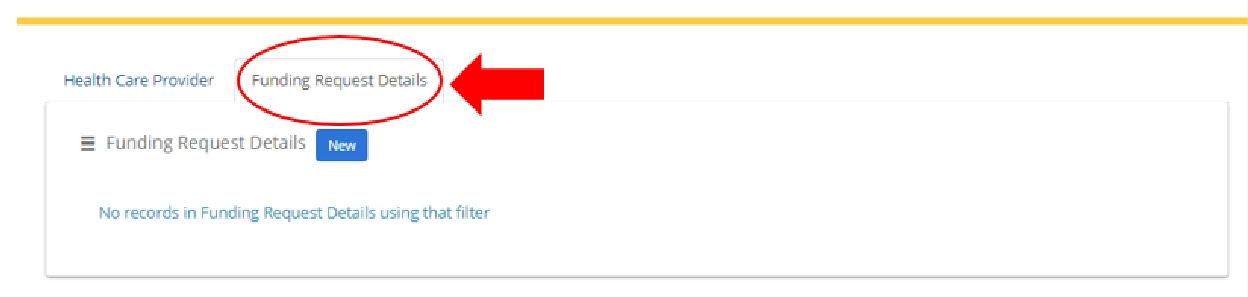 Health Care Provider Funding Request Details
Funding Request Details New
No records in Funding Request Details using that filter